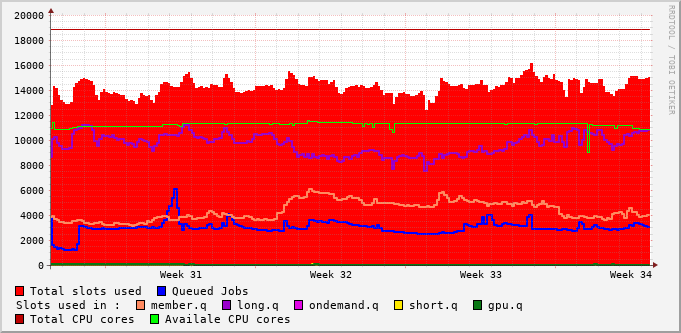 20000
18000
16000
14000
12000
10000
8000
6000
4000
2000
0
Week 31 Week 32 Week 33 Week 34
RRDTOOL / TOBI OETIKER
Total slots used Queued Jobs
Slots used in : member.q long.q ondemand.q short.q gpu.q
Total CPU cores Availale CPU cores